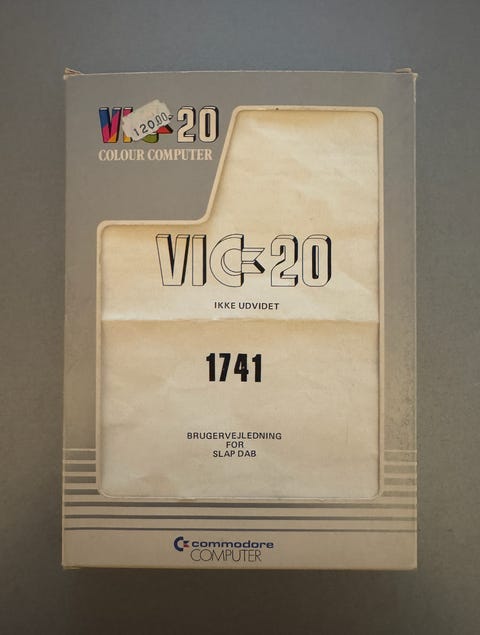 VIC-20
120.00.-
COLOUR COMPUTER
VIC-20
IKKE UDVIDET
1741
BRUGERVEJLEDNING
FOR
SLAP DAB
commodore
COMPUTER